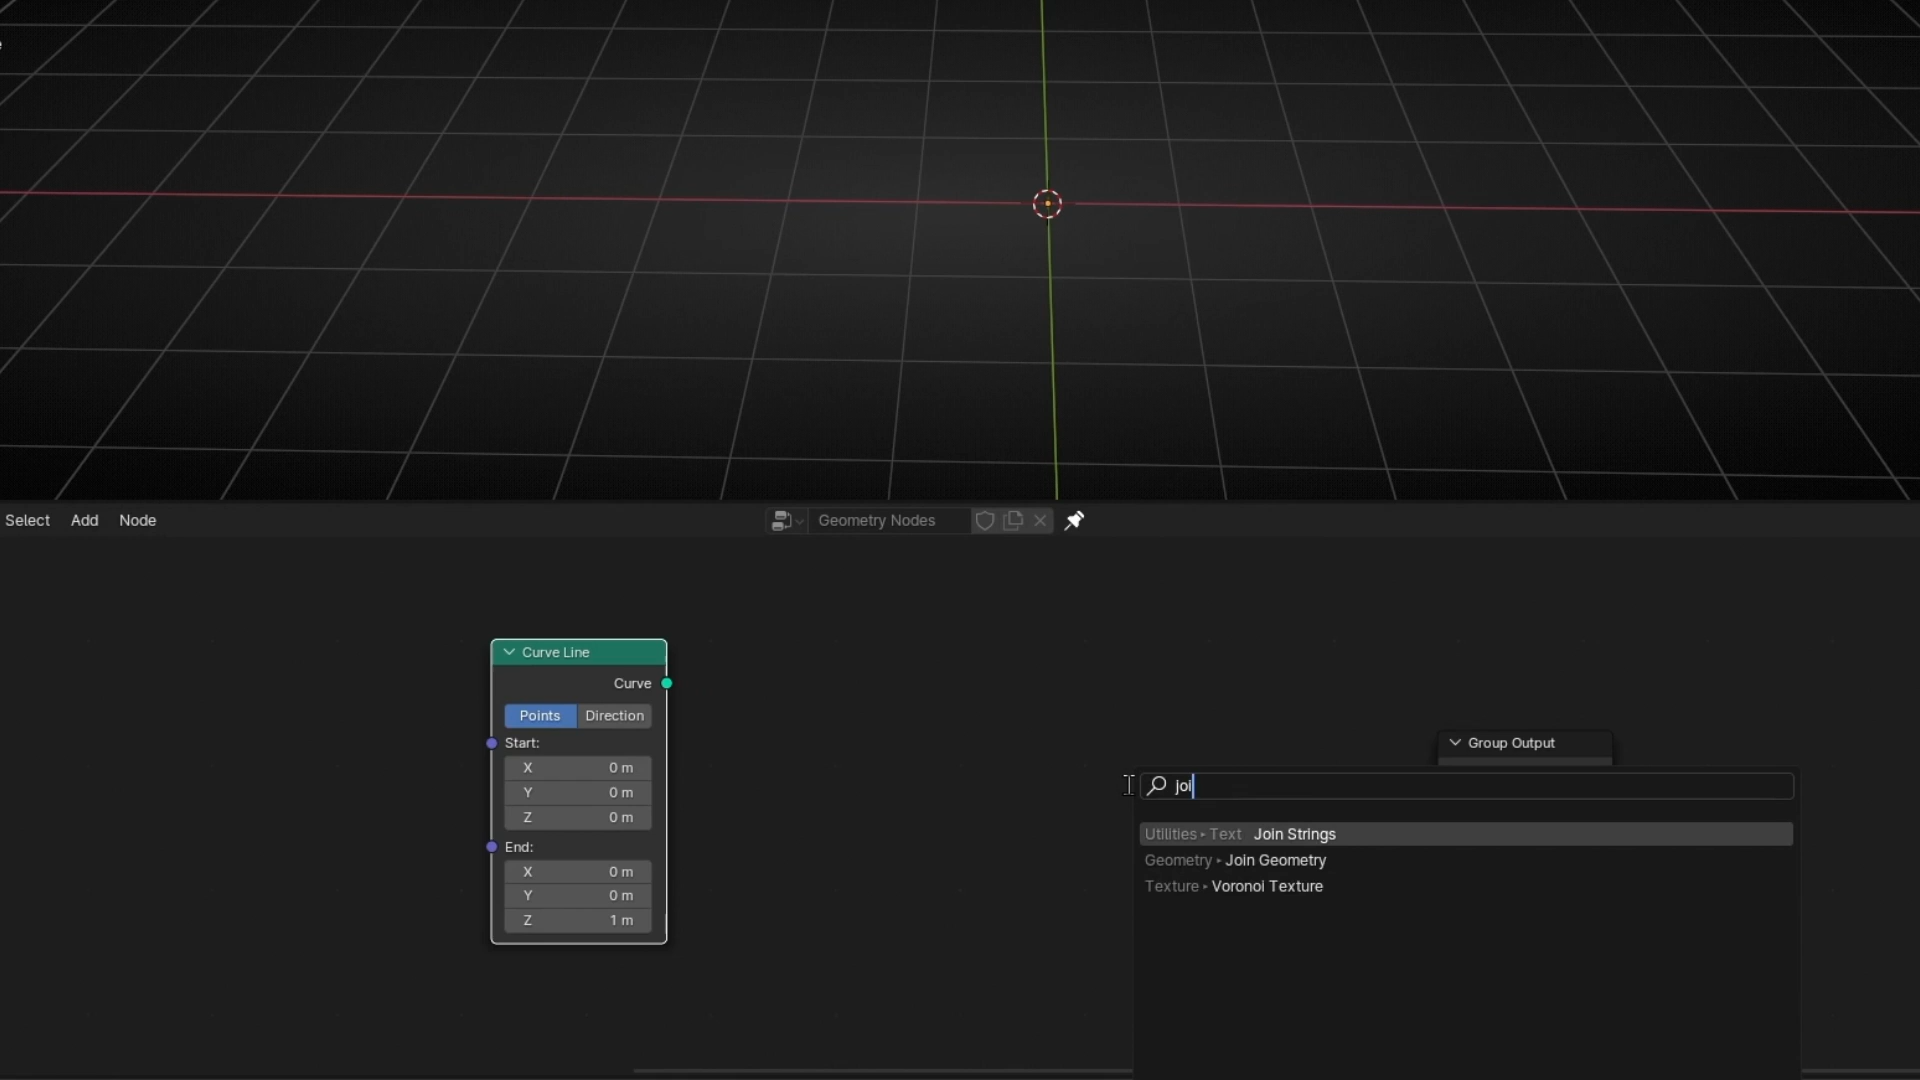 Select Add Node Geometry Nodes
Curve Line
Curve
Points Direction
Start:
X 0 m
Y 0 m
Z 0 m
End:
X 0 m
Y 0 m
Z 1 m
Group Output
joi
Utilities ▸ Text Join Strings
Geometry ▸ Join Geometry
Texture ▸ Voronoi Texture